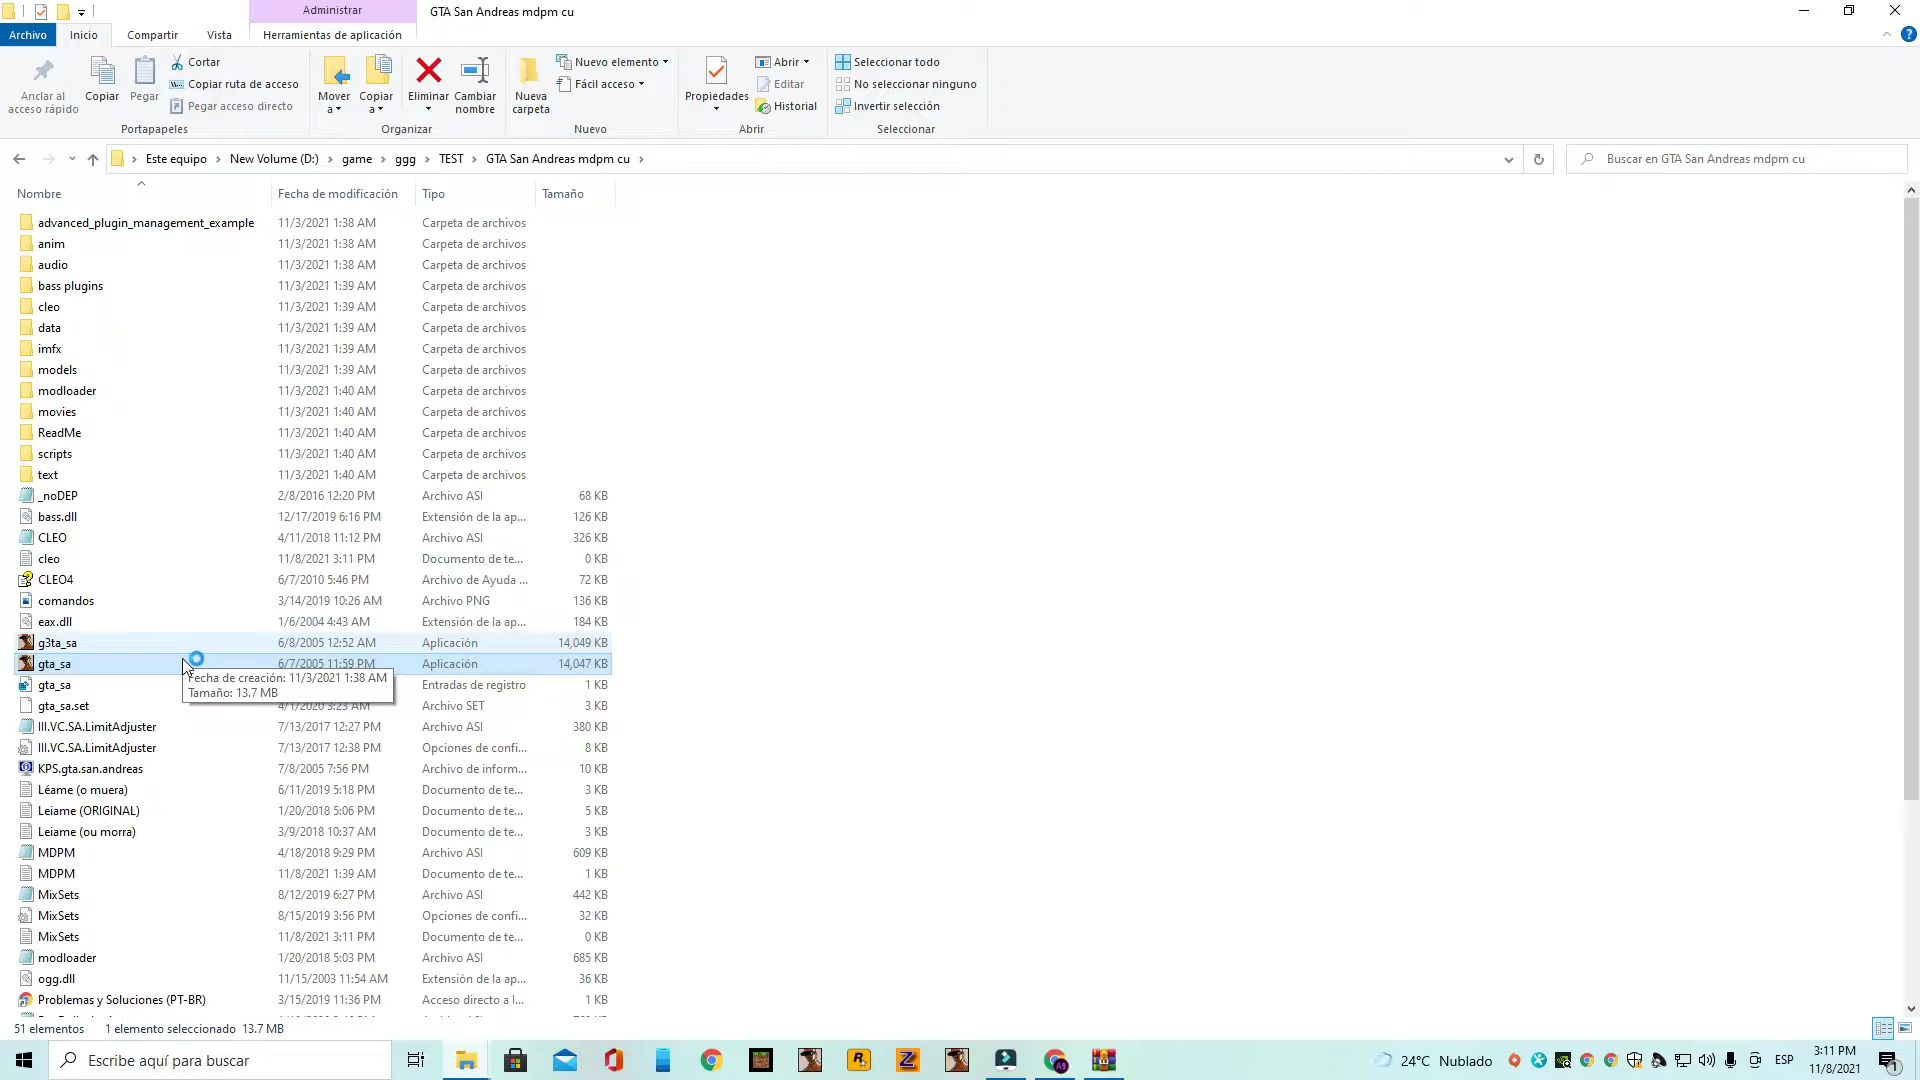 Administrar
GTA San Andreas mdpm cu
Archivo
Inicio
Compartir
Vista
Herramientas de aplicación
Anclar al acceso rápido
Copiar
Pegar
Cortar
Copiar ruta de acceso
Pegar acceso directo
Portapapeles
Mover a
Copiar a
Eliminar
Cambiar nombre
Organizar
Nueva carpeta
Nuevo elemento
Fácil acceso
Nuevo
Propiedades
Abrir
Editar
Historial
Abrir
Seleccionar todo
No seleccionar ninguno
Invertir selección
Seleccionar
Este equipo > New Volume (D:) > game > ggg > TEST > GTA San Andreas mdpm cu >
Buscar en GTA San Andreas mdpm cu
Nombre Fecha de modificación Tipo Tamaño
advanced_plugin_management_example 11/3/2021 1:38 AM Carpeta de archivos
anim 11/3/2021 1:38 AM Carpeta de archivos
audio 11/3/2021 1:38 AM Carpeta de archivos
bass plugins 11/3/2021 1:39 AM Carpeta de archivos
cleo 11/3/2021 1:39 AM Carpeta de archivos
data 11/3/2021 1:39 AM Carpeta de archivos
imfx 11/3/2021 1:39 AM Carpeta de archivos
models 11/3/2021 1:39 AM Carpeta de archivos
modloader 11/3/2021 1:40 AM Carpeta de archivos
movies 11/3/2021 1:40 AM Carpeta de archivos
ReadMe 11/3/2021 1:40 AM Carpeta de archivos
scripts 11/3/2021 1:40 AM Carpeta de archivos
text 11/3/2021 1:40 AM Carpeta de archivos
_noDEP 2/8/2016 12:20 PM Archivo ASI 68 KB
bass.dll 12/17/2019 6:16 PM Extensión de la ap... 126 KB
CLEO 4/11/2018 11:12 PM Archivo ASI 326 KB
cleo 11/8/2021 3:11 PM Documento de te... 0 KB
CLEO4 6/7/2010 5:46 PM Archivo de Ayuda ... 72 KB
comandos 3/14/2019 10:26 AM Archivo PNG 136 KB
eax.dll 1/6/2004 4:43 AM Extensión de la ap... 184 KB
g3ta_sa 6/8/2005 12:52 AM Aplicación 14,049 KB
gta_sa 6/7/2005 11:59 PM Aplicación 14,047 KB
gta_sa Entradas de registro 1 KB
Fecha de creación: 11/3/2021 1:38 AM
Tamaño: 13.7 MB
gta_sa.set 4/1/2020 3:23 AM Archivo SET 3 KB
III.VC.SA.LimitAdjuster 7/13/2017 12:27 PM Archivo ASI 380 KB
III.VC.SA.LimitAdjuster 7/13/2017 12:38 PM Opciones de confi... 8 KB
KPS.gta.san.andreas 7/8/2005 7:56 PM Archivo de inform... 10 KB
Léame (o muera) 6/11/2019 5:18 PM Documento de te... 3 KB
Leiame (ORIGINAL) 1/20/2018 5:06 PM Documento de te... 5 KB
Leiame (ou morra) 3/9/2018 10:37 AM Documento de te... 3 KB
MDPM 4/18/2018 9:29 PM Archivo ASI 609 KB
MDPM 11/8/2021 1:39 AM Documento de te... 1 KB
MixSets 8/12/2019 6:27 PM Archivo ASI 442 KB
MixSets 8/15/2019 3:56 PM Opciones de confi... 32 KB
MixSets 11/8/2021 3:11 PM Documento de te... 0 KB
modloader 1/20/2018 5:03 PM Archivo ASI 685 KB
ogg.dll 11/15/2003 11:54 AM Extensión de la ap... 36 KB
Problemas y Soluciones (PT-BR) 3/15/2019 11:36 PM Acceso directo a I... 1 KB
51 elementos 1 elemento seleccionado 13.7 MB
Escribe aquí para buscar
24°C Nublado
ESP
3:11 PM
11/8/2021
1